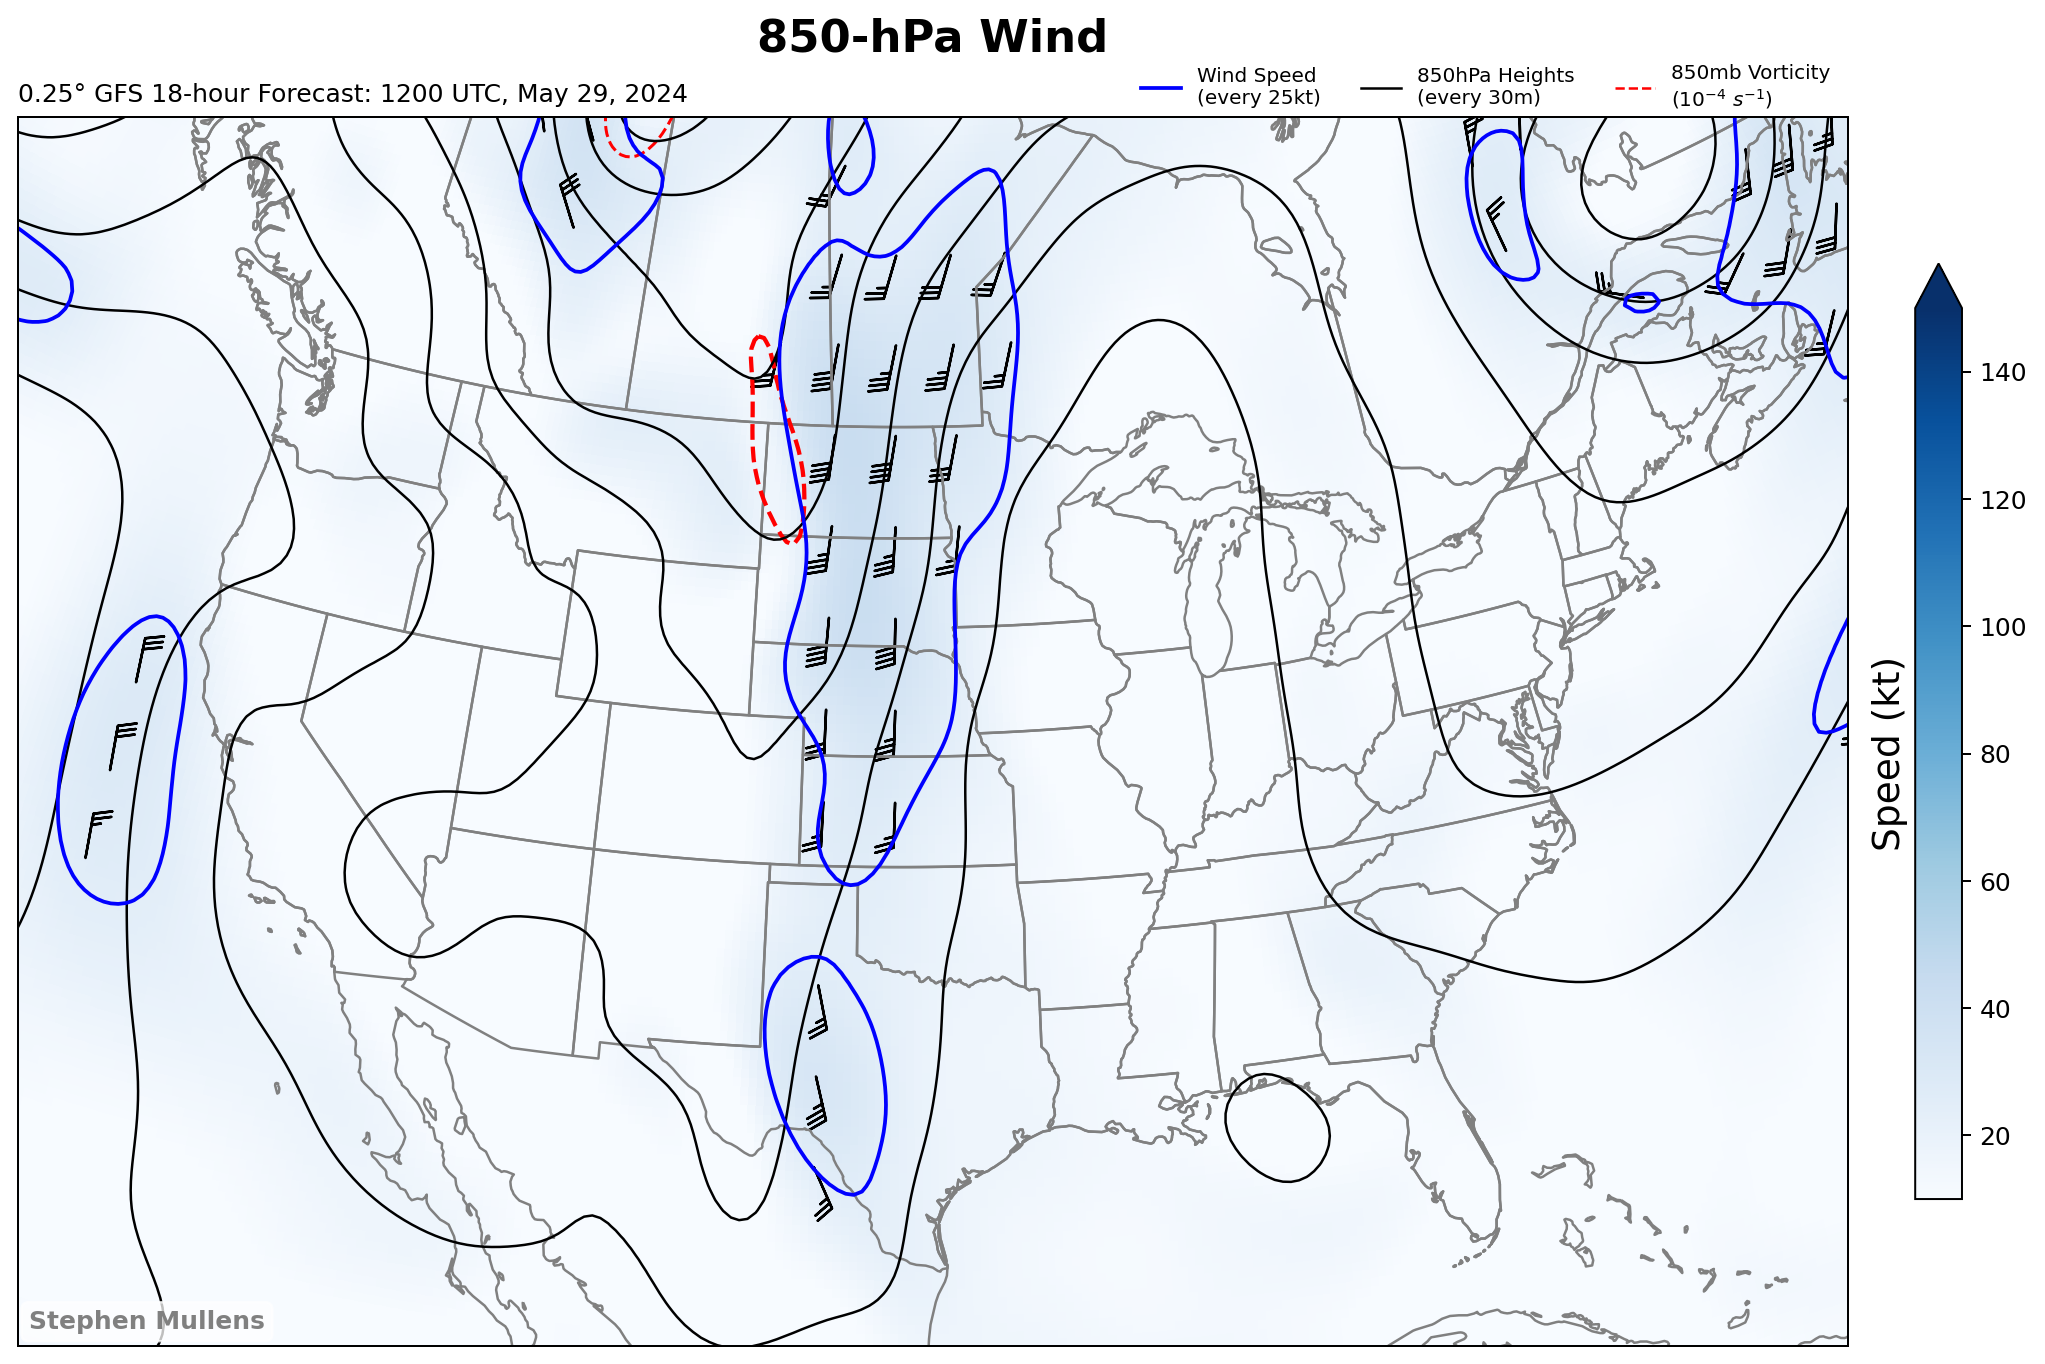 850-hPa Wind
0.25° GFS 18-hour Forecast: 1200 UTC, May 29, 2024
Wind Speed
(every 25kt)
850hPa Heights
(every 30m)
850mb Vorticity
(10⁻⁴ s⁻¹)
140
120
100
80
60
40
20
Speed (kt)
Stephen Mullens